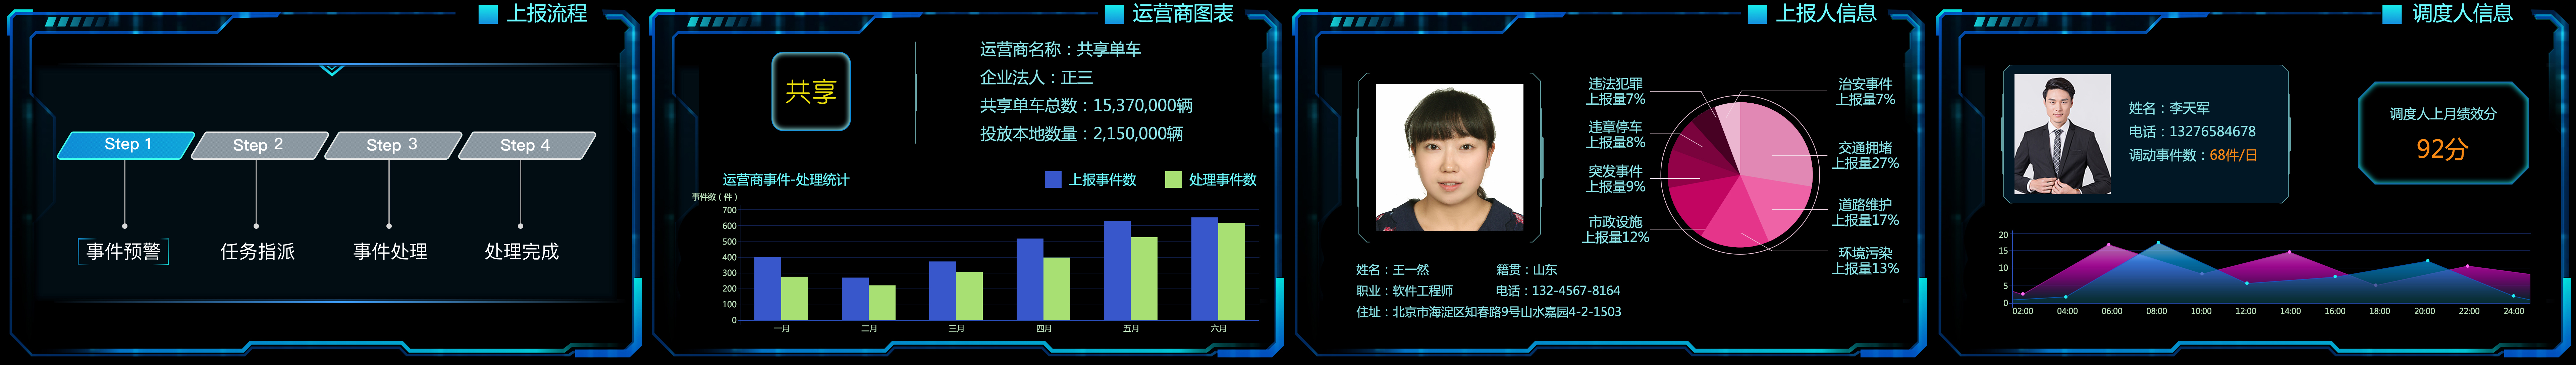 上报流程
Step 1
Step 2
Step 3
Step 4
事件预警
任务指派
事件处理
处理完成
运营商图表
共享
运营商名称：共享单车
企业法人：正三
共享单车总数：15,370,000辆
投放本地数量：2,150,000辆
运营商事件-处理统计
上报事件数
处理事件数
事件数（件）
700
600
500
400
300
200
100
0
一月
二月
三月
四月
五月
六月
上报人信息
违法犯罪
上报量7%
违章停车
上报量8%
突发事件
上报量9%
市政设施
上报量12%
治安事件
上报量7%
交通拥堵
上报量27%
道路维护
上报量17%
环境污染
上报量13%
姓名：王一然
籍贯：山东
职业：软件工程师
电话：132-4567-8164
住址：北京市海淀区知春路9号山水嘉园4-2-1503
调度人信息
姓名：李天军
电话：13276584678
调动事件数：68件/日
调度人上月绩效分
92分
20
15
10
5
0
02:00
04:00
06:00
08:00
10:00
12:00
14:00
16:00
18:00
20:00
22:00
24:00